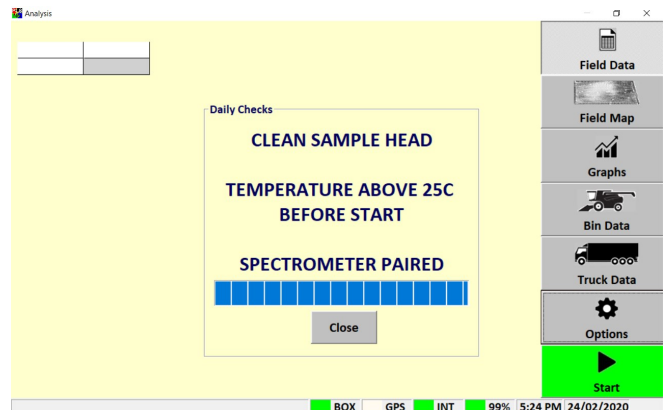 Analysis
Daily Checks
CLEAN SAMPLE HEAD
TEMPERATURE ABOVE 25C
BEFORE START
SPECTROMETER PAIRED
Close
Field Data
Field Map
Graphs
Bin Data
Truck Data
Options
Start
BOX GPS INT 99% 5:24 PM 24/02/2020